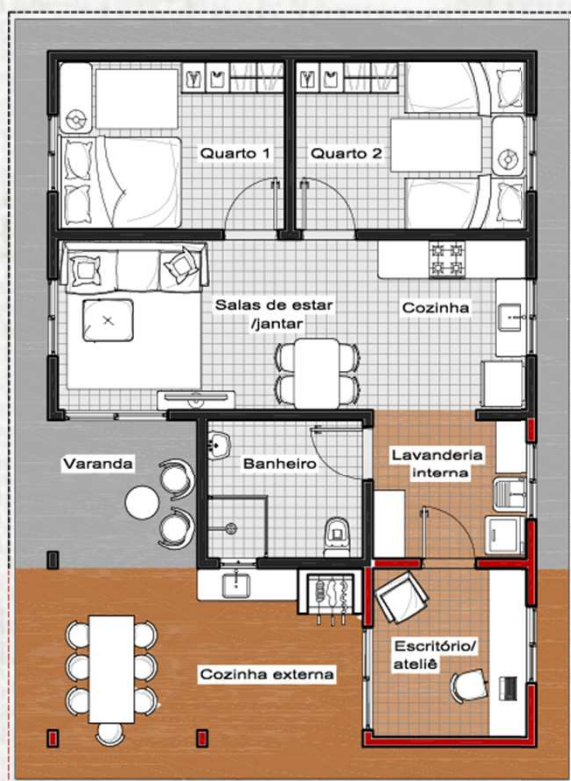 Quarto 1
Quarto 2
Salas de estar
/jantar
Cozinha
Varanda
Banheiro
Lavanderia
interna
Escritório/
ateliê
Cozinha externa